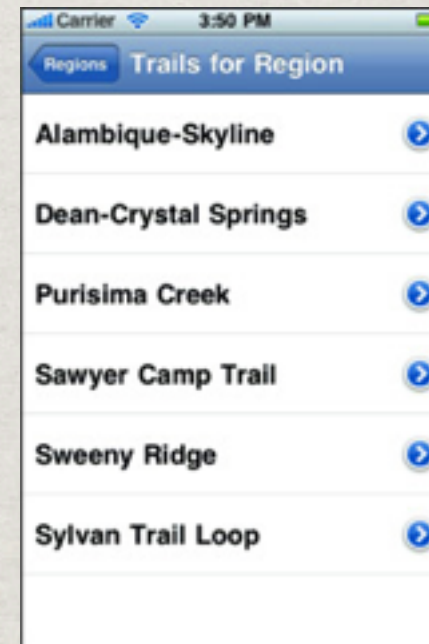 Carrier 3:50 PM
Regions Trails for Region
Alambique-Skyline
Dean-Crystal Springs
Purisima Creek
Sawyer Camp Trail
Sweeny Ridge
Sylvan Trail Loop